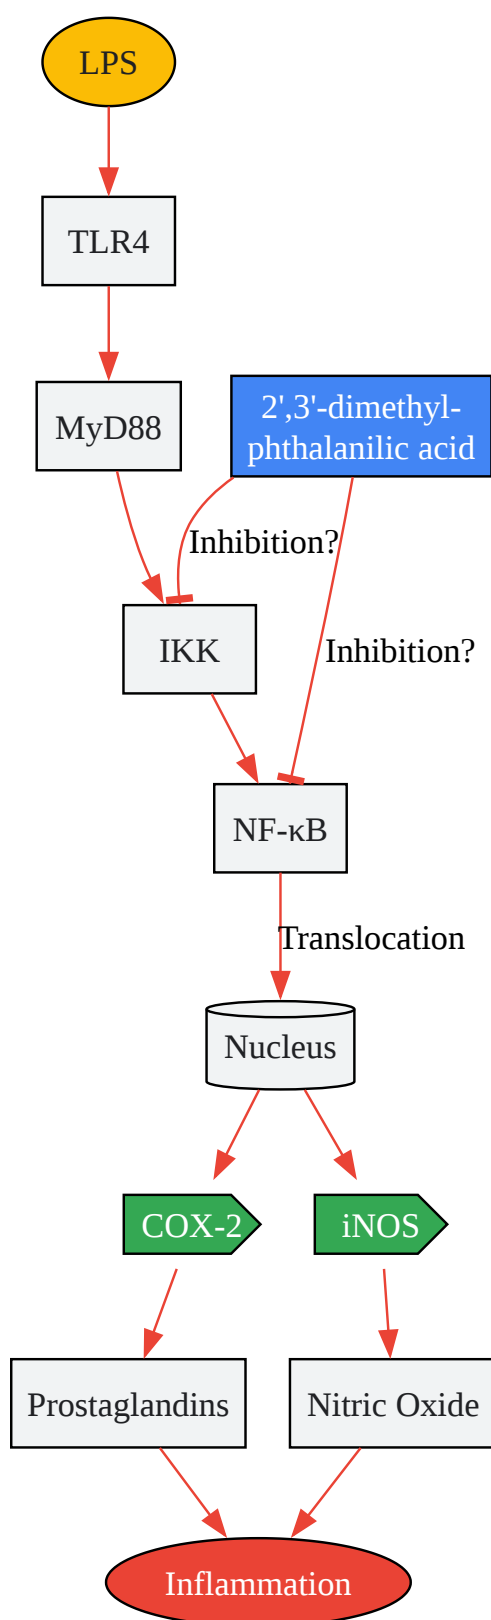 LPS
TLR4
MyD88
2',3'-dimethyl-
phthalanilic acid
Inhibition?
IKK
Inhibition?
NF-κB
Translocation
Nucleus
COX-2
iNOS
Prostaglandins
Nitric Oxide
Inflammation